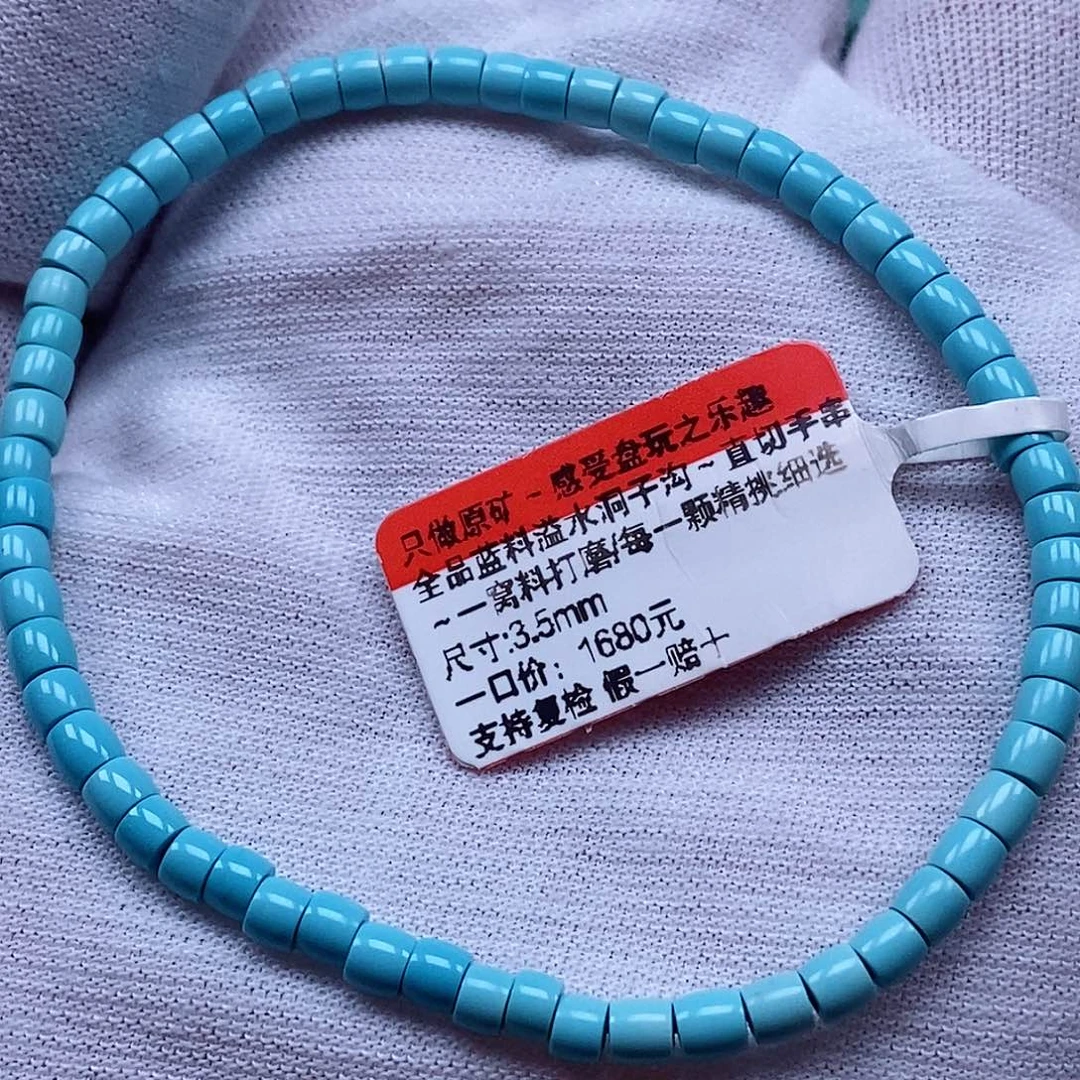 只做原矿~感受盘玩之乐趣
全品蓝料溢水洞子沟~直切手串
~一窝料打磨/每一颗精挑细选
尺寸:3.5mm
一口价：1680元
支持复检 假一赔十